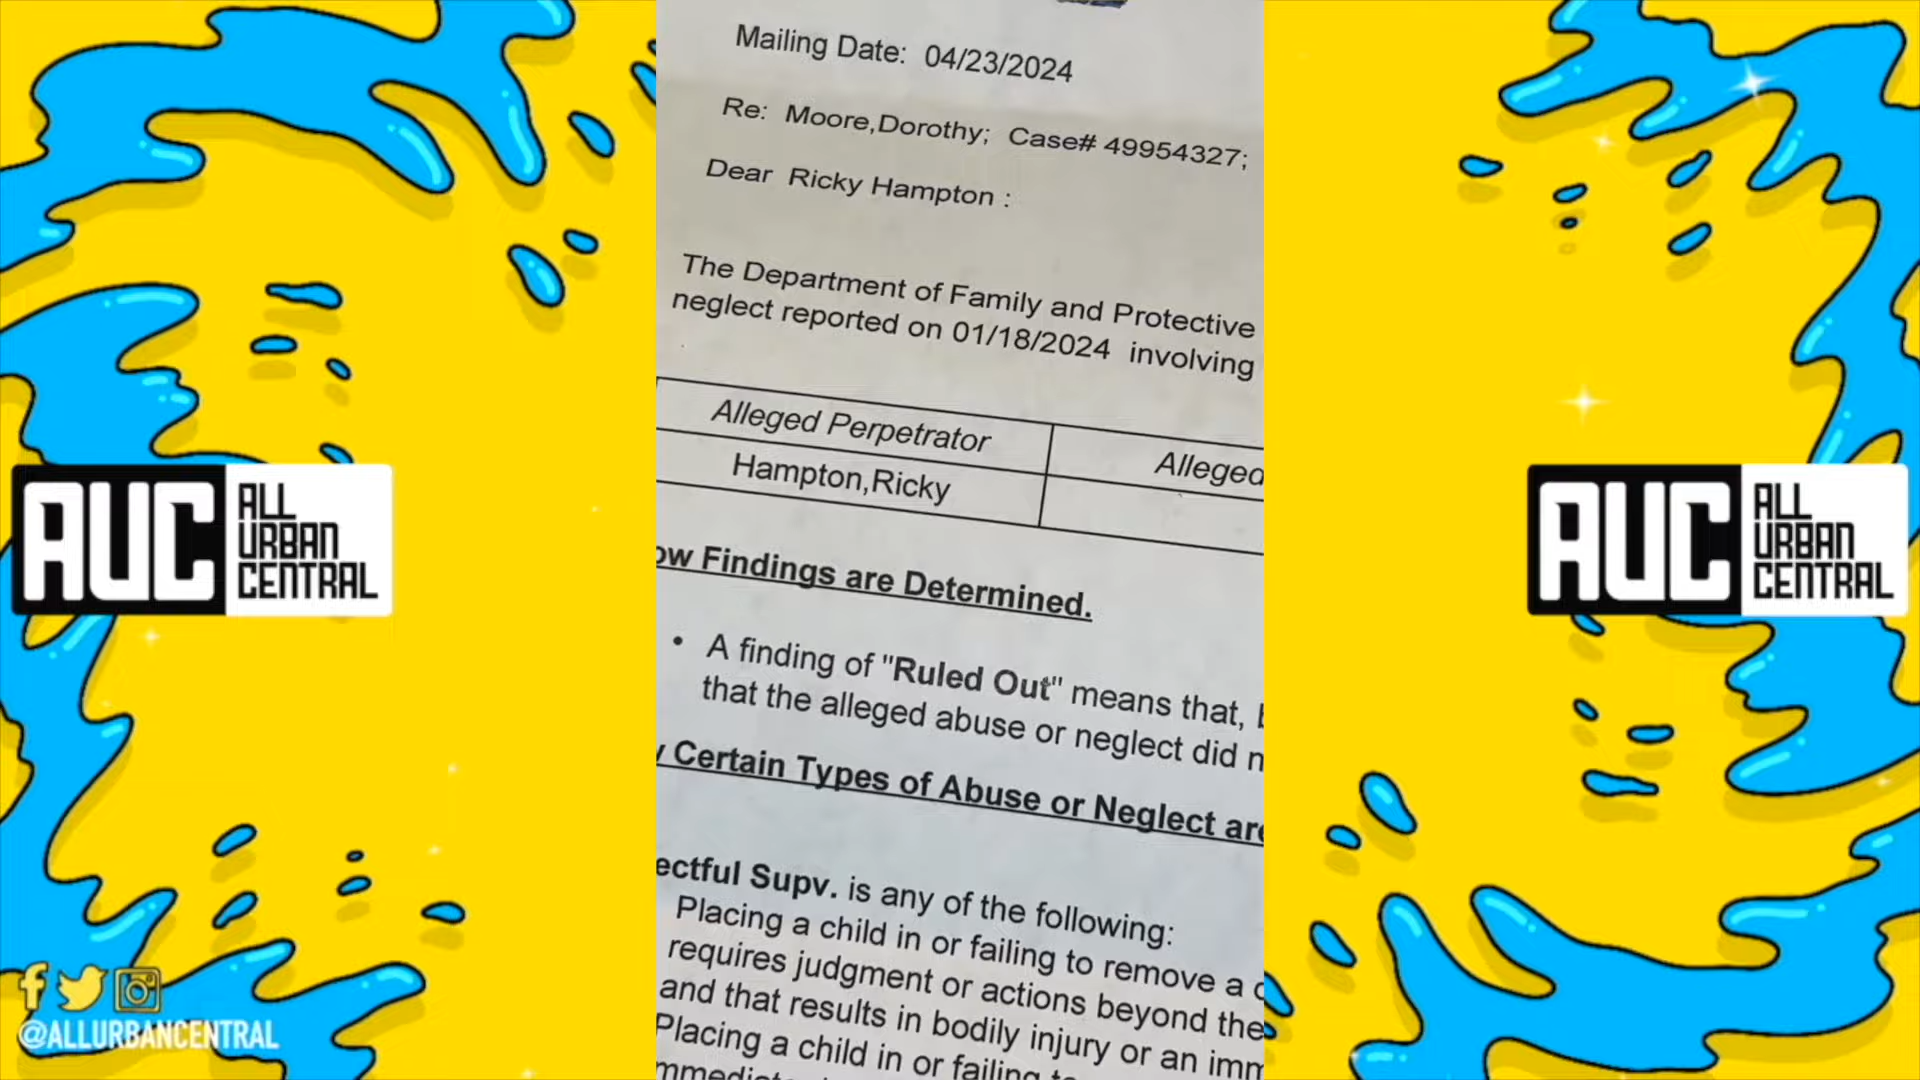 Mailing Date: 04/23/2024
Re: Moore,Dorothy; Case# 49954327;
Dear Ricky Hampton :
The Department of Family and Protective
neglect reported on 01/18/2024 involving
Alleged Perpetrator
Alleged
Hampton,Ricky
ow Findings are Determined.
• A finding of "Ruled Out" means that,
that the alleged abuse or neglect did n
y Certain Types of Abuse or Neglect are
ectful Supv. is any of the following:
Placing a child in or failing to remove a c
requires judgment or actions beyond the
and that results in bodily injury or an imm
Placing a child in or failing
AUC ALL
URBAN
CENTRAL
AUC ALL
URBAN
CENTRAL
@ALLURBANCENTRAL